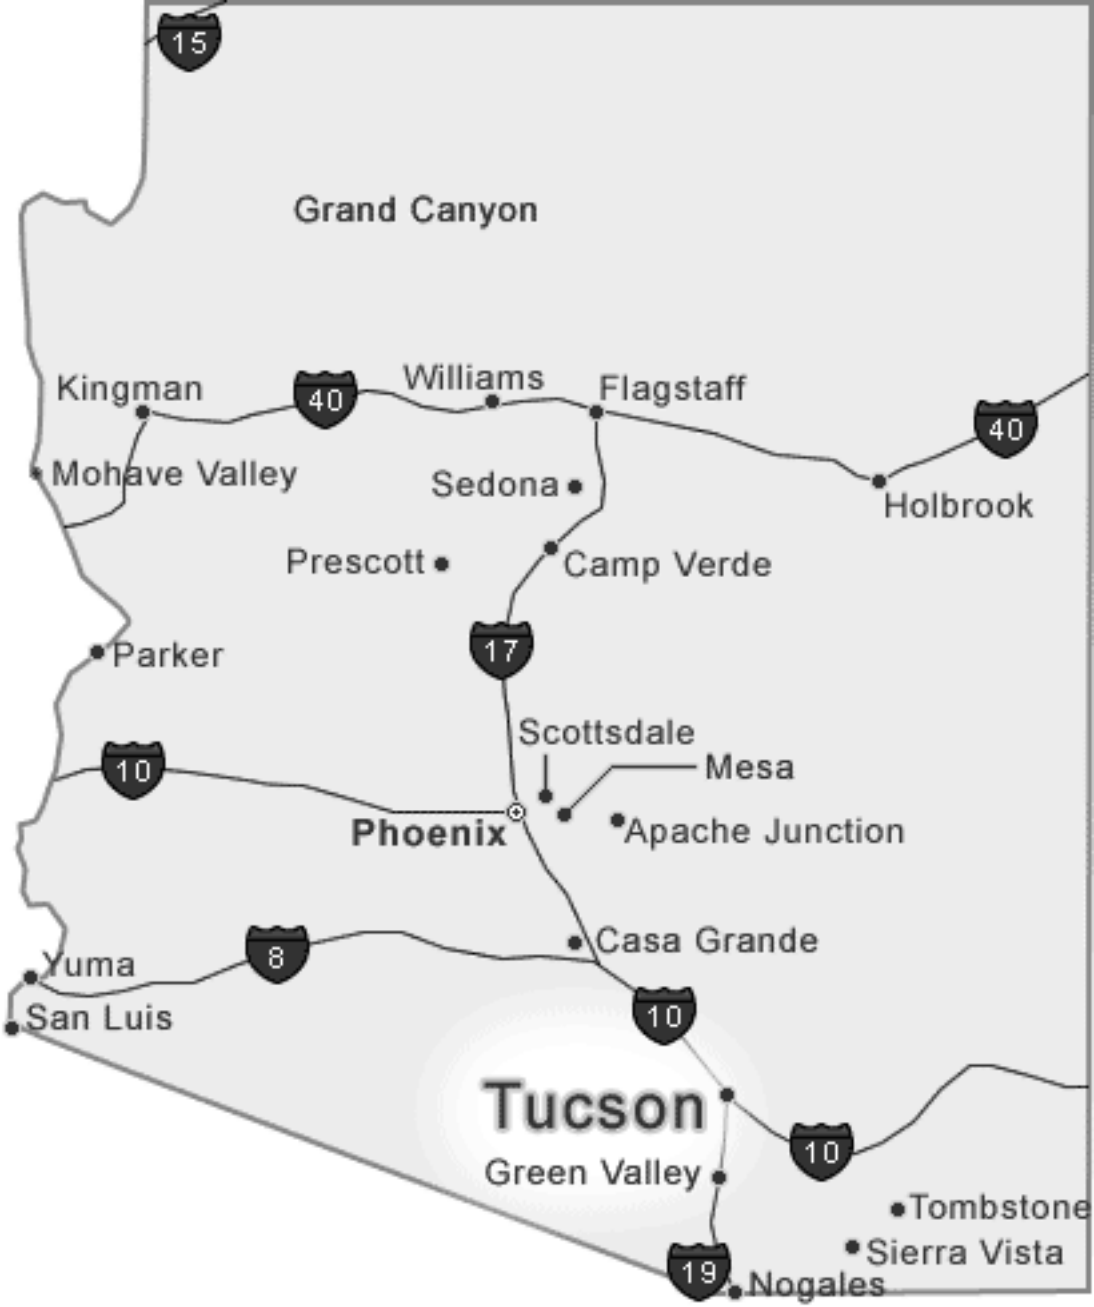 15
Grand Canyon
Kingman
40
Williams
Flagstaff
40
Mohave Valley
Sedona
Holbrook
Prescott
Camp Verde
17
Parker
Scottsdale
10
Mesa
Phoenix
Apache Junction
8
Casa Grande
Yuma
San Luis
10
Tucson
10
Green Valley
Tombstone
Sierra Vista
19
Nogales